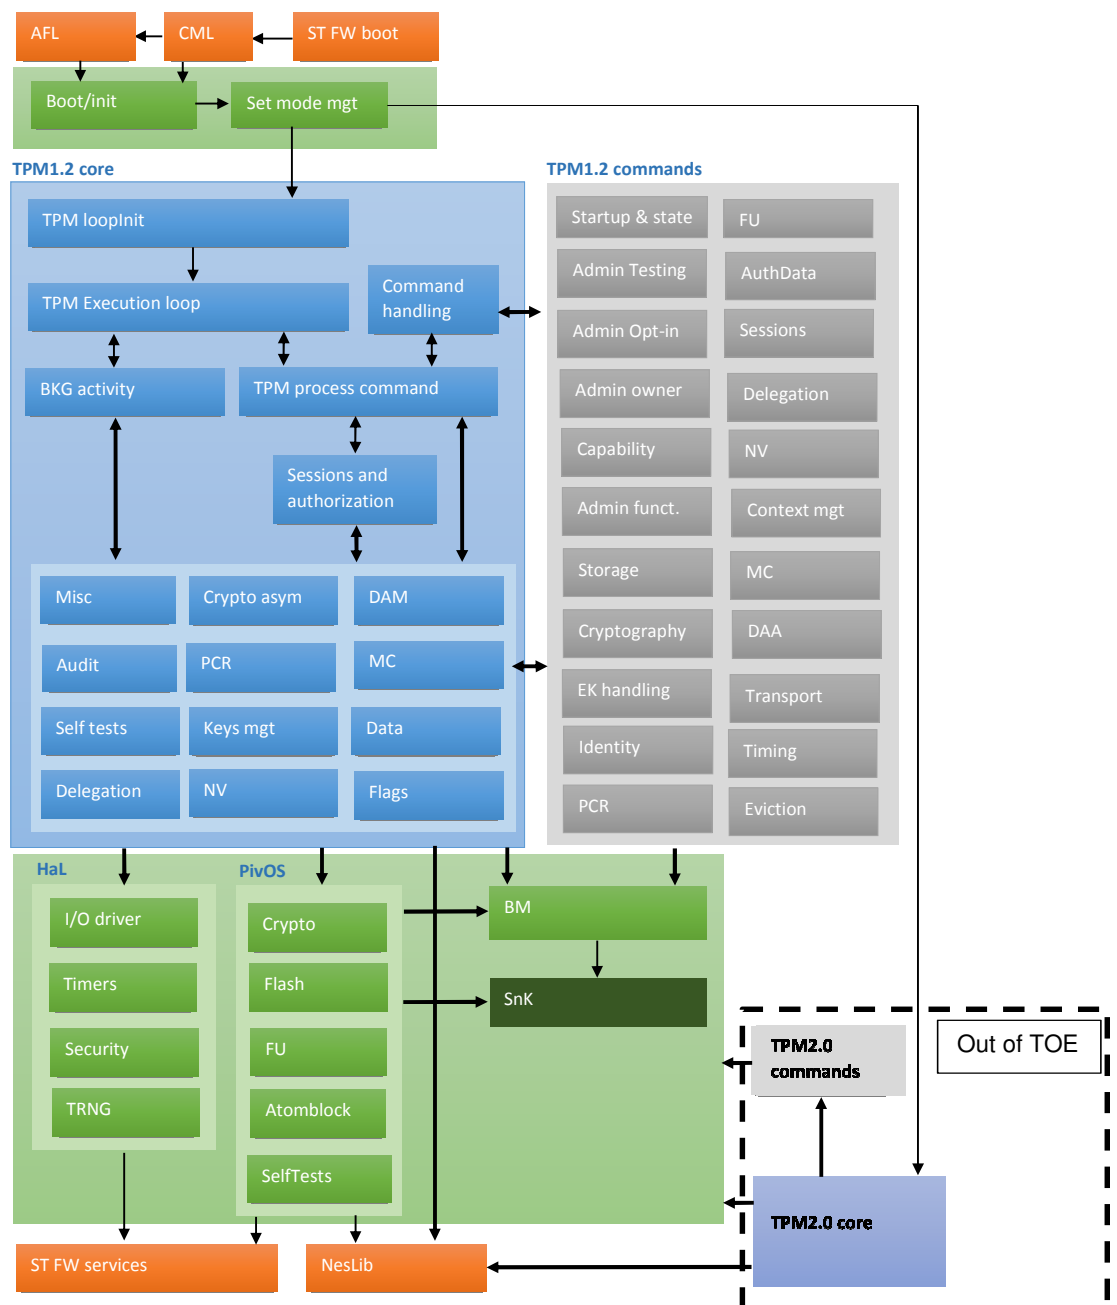 AFL
CML
ST FW boot
Boot/init
Set mode mgt
TPM1.2 core
TPM1.2 commands
TPM loopInit
TPM Execution loop
Command
handling
BKG activity
TPM process command
Sessions and
authorization
Misc
Crypto asym
DAM
Audit
PCR
MC
Self tests
Keys mgt
Data
Delegation
NV
Flags
Startup & state
FU
Admin Testing
AuthData
Admin Opt-in
Sessions
Admin owner
Delegation
Capability
NV
Admin funct.
Context mgt
Storage
MC
Cryptography
DAA
EK handling
Transport
Identity
Timing
PCR
Eviction
HaL
PivOS
I/O driver
Timers
Security
TRNG
Crypto
Flash
FU
Atomblock
SelfTests
BM
SnK
Out of TOE
TPM2.0
commands
TPM2.0 core
ST FW services
NesLib